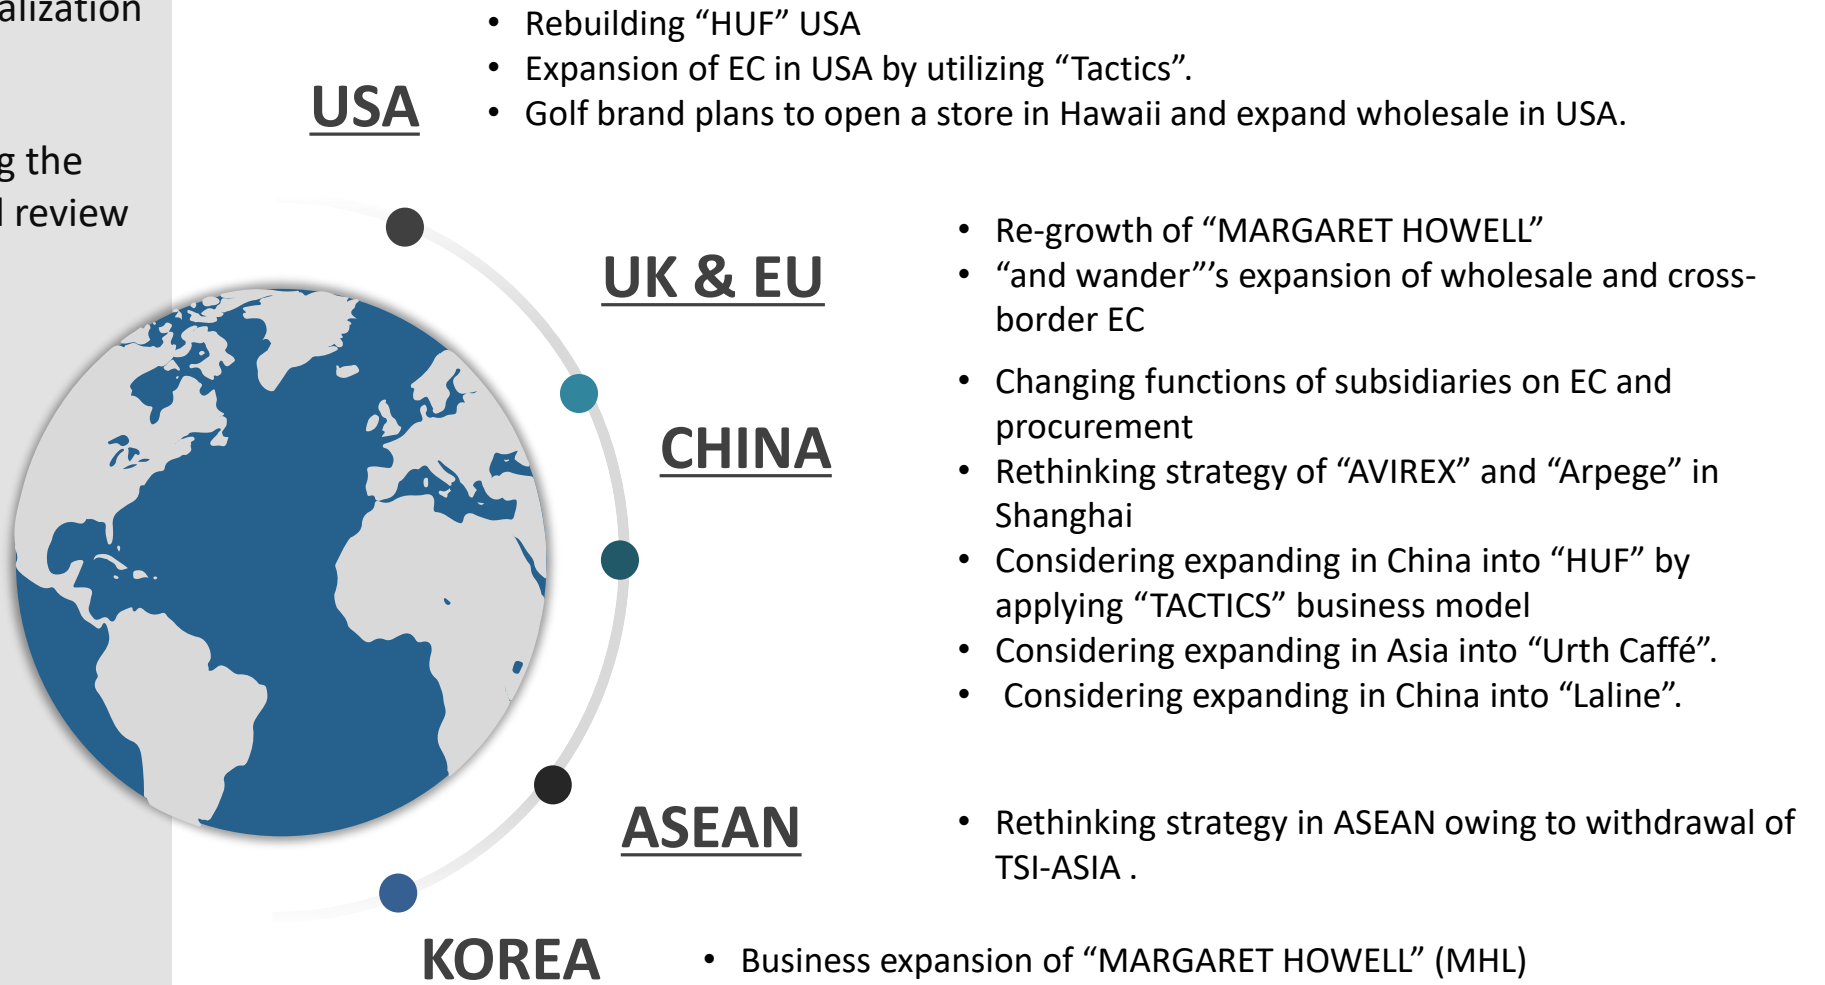 alization
g the
review
• Rebuilding “HUF” USA
• Expansion of EC in USA by utilizing “Tactics”.
USA
• Golf brand plans to open a store in Hawaii and expand wholesale in USA.
UK & EU
• Re-growth of “MARGARET HOWELL”
• “and wander”’s expansion of wholesale and cross-
border EC
CHINA
• Changing functions of subsidiaries on EC and
procurement
• Rethinking strategy of “AVIREX” and “Arpege” in
Shanghai
• Considering expanding in China into “HUF” by
applying “TACTICS” business model
• Considering expanding in Asia into “Urth Caffé”.
• Considering expanding in China into “Laline”.
ASEAN
• Rethinking strategy in ASEAN owing to withdrawal of
TSI-ASIA .
KOREA
• Business expansion of “MARGARET HOWELL” (MHL)